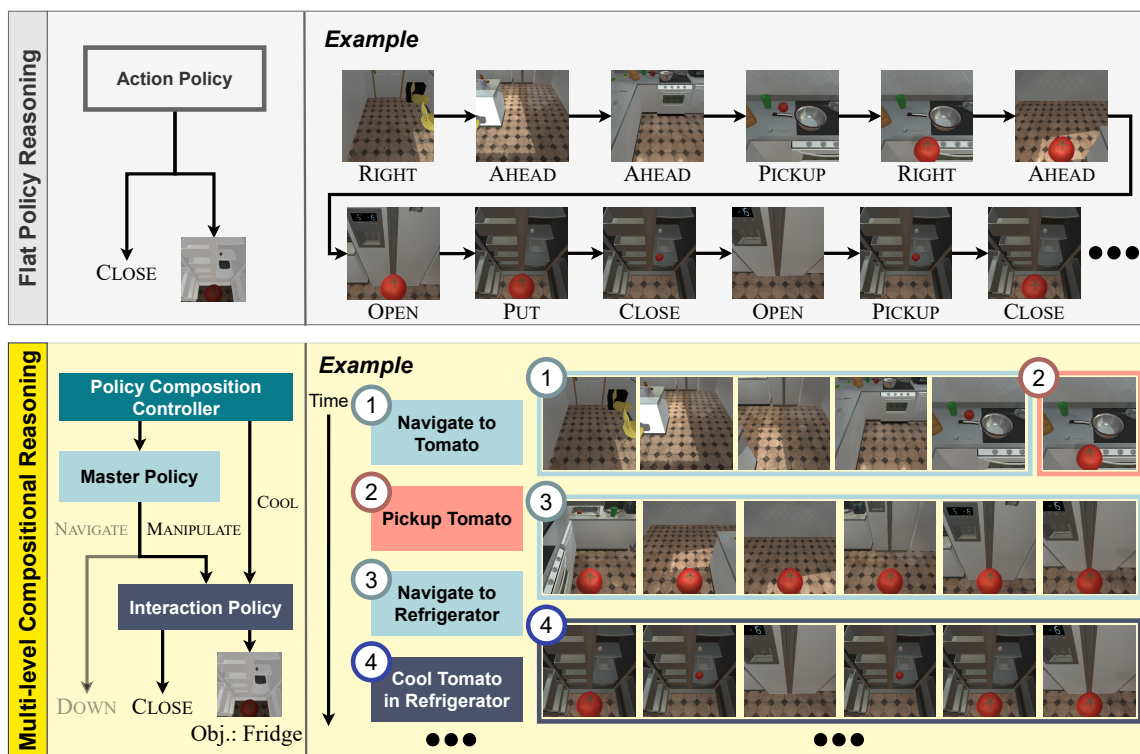 Flat Policy Reasoning
Action Policy
CLOSE
Example
RIGHT
AHEAD
AHEAD
PICKUP
RIGHT
AHEAD
OPEN
PUT
CLOSE
OPEN
PICKUP
CLOSE
Multi-level Compositional Reasoning
Policy Composition
Controller
Master Policy
COOL
NAVIGATE
MANIPULATE
Interaction Policy
DOWN
CLOSE
Obj.: Fridge
Example
Time
1
Navigate to
Tomato
2
Pickup Tomato
3
Navigate to
Refrigerator
4
Cool Tomato
in Refrigerator
1
2
3
4